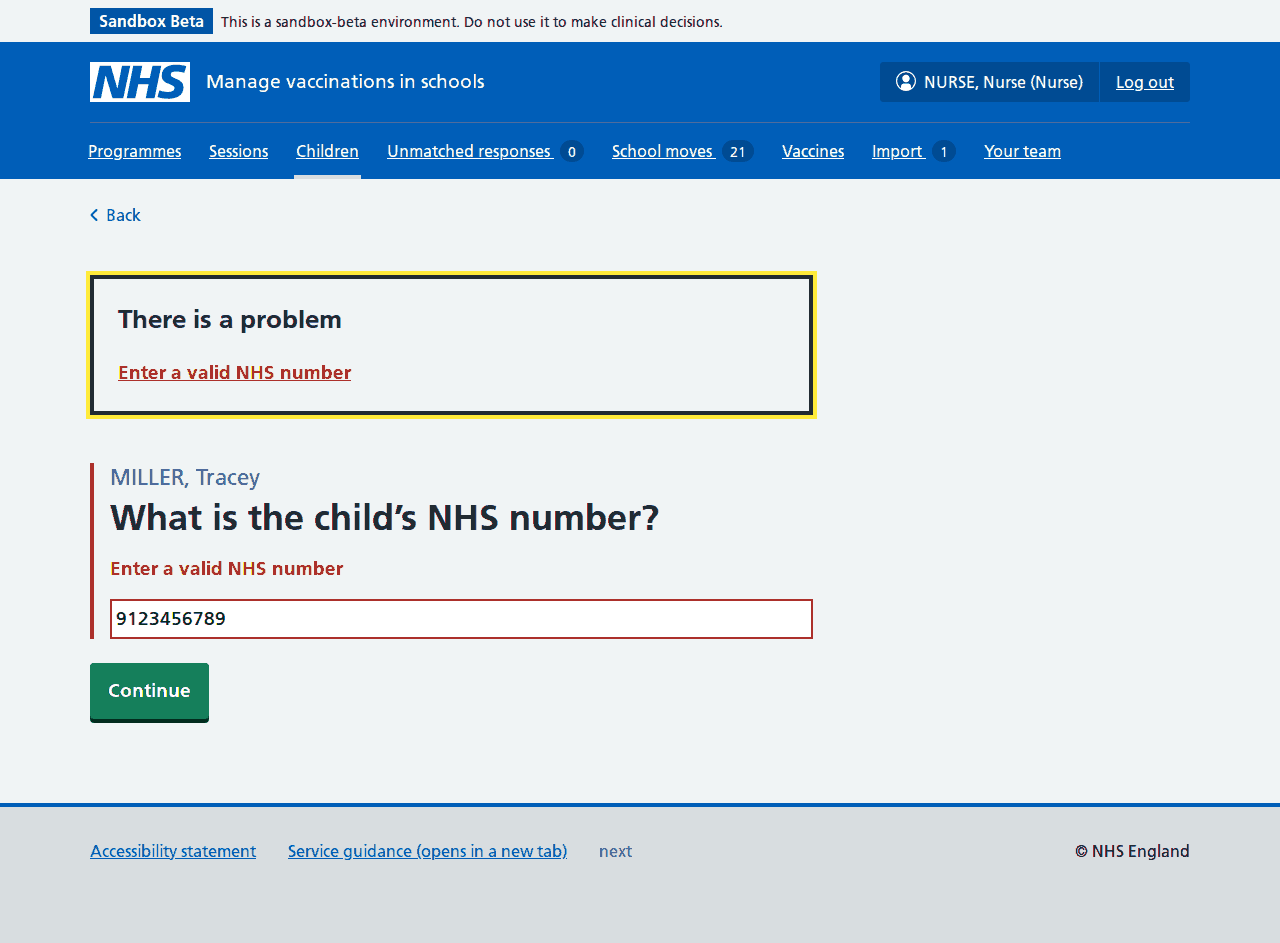 Sandbox Beta This is a sandbox-beta environment. Do not use it to make clinical decisions.
NHS Manage vaccinations in schools NURSE, Nurse (Nurse) Log out
Programmes Sessions Children Unmatched responses 0 School moves 21 Vaccines Import 1 Your team
Back
There is a problem
Enter a valid NHS number
MILLER, Tracey
What is the child’s NHS number?
Enter a valid NHS number
9123456789
Continue
Accessibility statement Service guidance (opens in a new tab) next © NHS England